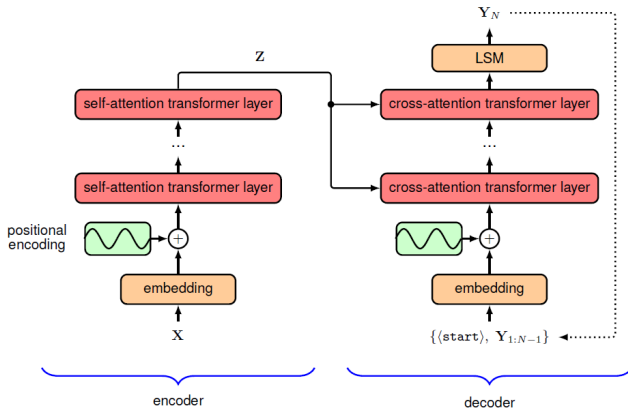 Y_N
LSM
Z
self-attention transformer layer
cross-attention transformer layer
...
...
self-attention transformer layer
cross-attention transformer layer
positional
encoding
+
+
embedding
embedding
X
{⟨start⟩, Y_{1:N−1}}
encoder
decoder